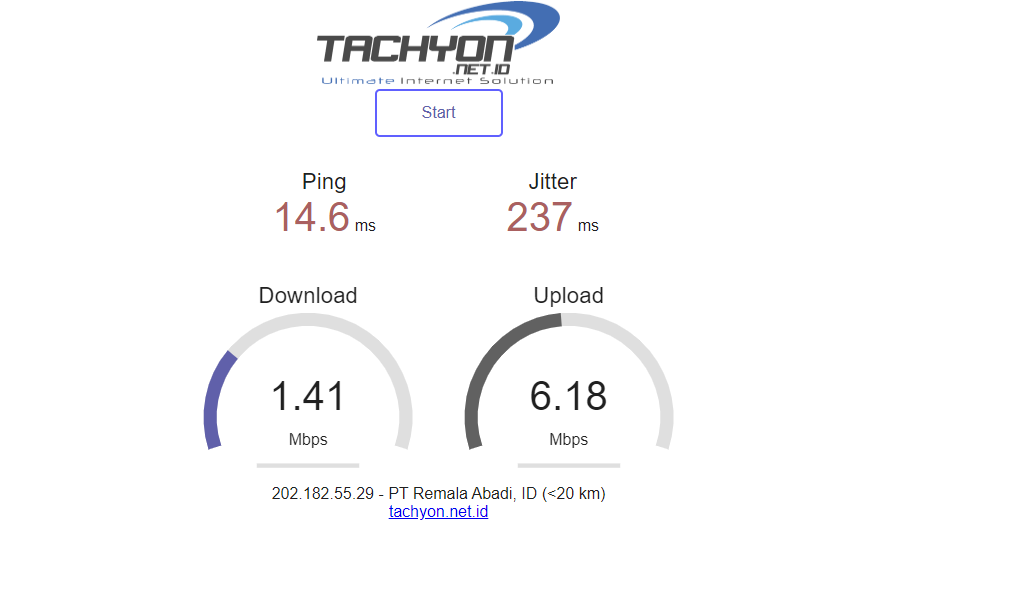 TACHYON
.NET.ID
Ultimate Internet Solution
Start
Ping
Jitter
14.6 ms
237 ms
Download
Upload
1.41
6.18
Mbps
Mbps
202.182.55.29 - PT Remala Abadi, ID (<20 km)
tachyon.net.id